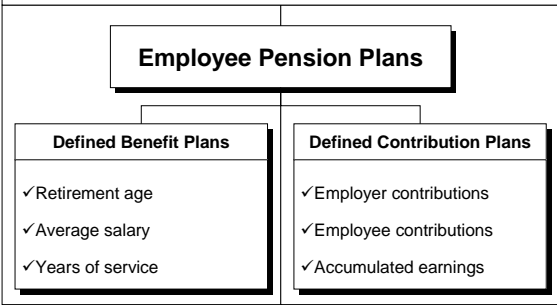 Employee Pension Plans
Defined Benefit Plans
✓Retirement age
✓Average salary
✓Years of service
Defined Contribution Plans
✓Employer contributions
✓Employee contributions
✓Accumulated earnings